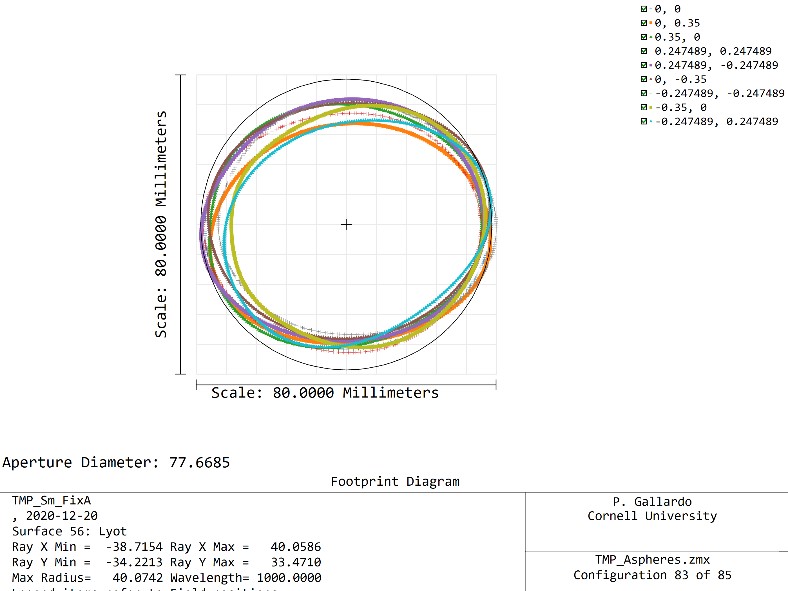 0, 0
0, 0.35
0.35, 0
0.247489, 0.247489
0.247489, -0.247489
0, -0.35
-0.247489, -0.247489
-0.35, 0
-0.247489, 0.247489
Scale: 80.0000 Millimeters
Scale: 80.0000 Millimeters
Aperture Diameter: 77.6685
Footprint Diagram
TMP_Sm_FixA
, 2020-12-20
Surface 56: Lyot
Ray X Min = -38.7154 Ray X Max = 40.0586
Ray Y Min = -34.2213 Ray Y Max = 33.4710
Max Radius= 40.0742 Wavelength= 1000.0000
P. Gallardo
Cornell University
TMP_Aspheres.zmx
Configuration 83 of 85